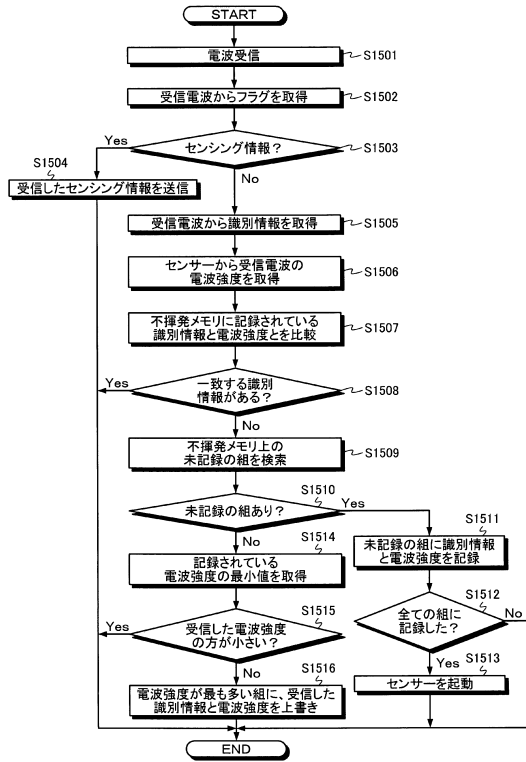 START
電波受信
S1501
受信電波からフラグを取得
S1502
センシング情報？
S1503
Yes
No
S1504
受信したセンシング情報を送信
受信電波から識別情報を取得
S1505
センサーから受信電波の
電波強度を取得
S1506
不揮発メモリに記録されている
識別情報と電波強度とを比較
S1507
一致する識別
情報がある？
S1508
Yes
No
不揮発メモリ上の
未記録の組を検索
S1509
未記録の組あり？
S1510
Yes
No
S1511
未記録の組に識別情報
と電波強度を記録
S1512
全ての組に
記録した？
No
Yes
S1513
センサーを起動
S1514
記録されている
電波強度の最小値を取得
S1515
受信した電波強度
の方が小さい？
Yes
No
S1516
電波強度が最も多い組に、受信した
識別情報と電波強度を上書き
END